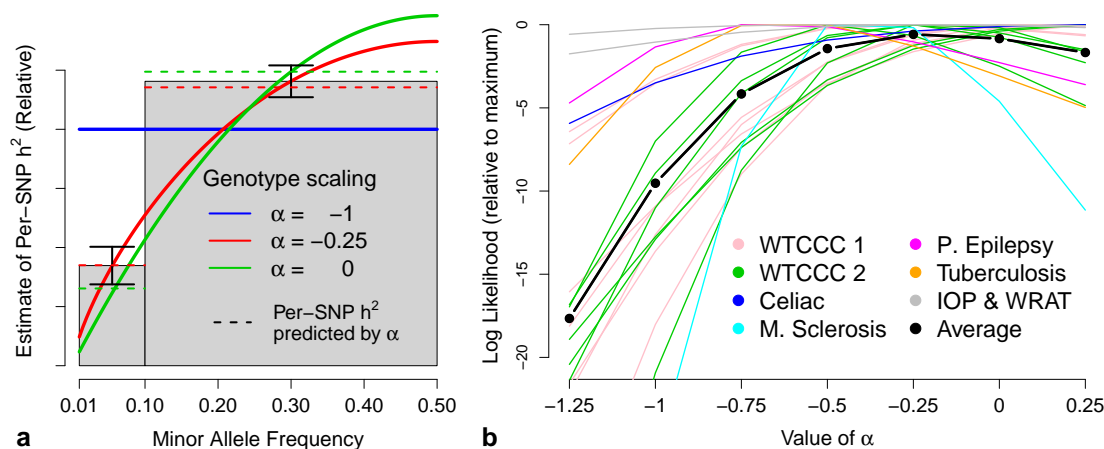 Estimate of Per−SNP h² (Relative)
Genotype scaling
α = −1
α = −0.25
α = 0
Per−SNP h²
predicted by α
0.01 0.10 0.20 0.30 0.40 0.50
Minor Allele Frequency
a
Log Likelihood (relative to maximum)
0
−5
−10
−15
−20
WTCCC 1
WTCCC 2
Celiac
M. Sclerosis
P. Epilepsy
Tuberculosis
IOP & WRAT
Average
−1.25 −1 −0.75 −0.5 −0.25 0 0.25
Value of α
b